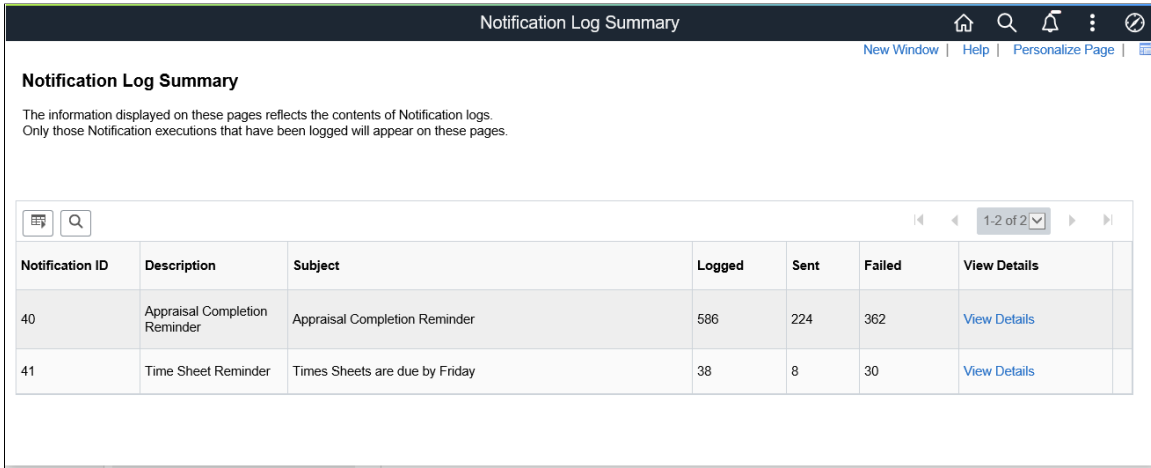 Notification Log Summary
New Window | Help | Personalize Page |
Notification Log Summary
The information displayed on these pages reflects the contents of Notification logs.
Only those Notification executions that have been logged will appear on these pages.
1-2 of 2
Notification ID Description Subject Logged Sent Failed View Details
40 Appraisal Completion Reminder Appraisal Completion Reminder 586 224 362 View Details
41 Time Sheet Reminder Times Sheets are due by Friday 38 8 30 View Details